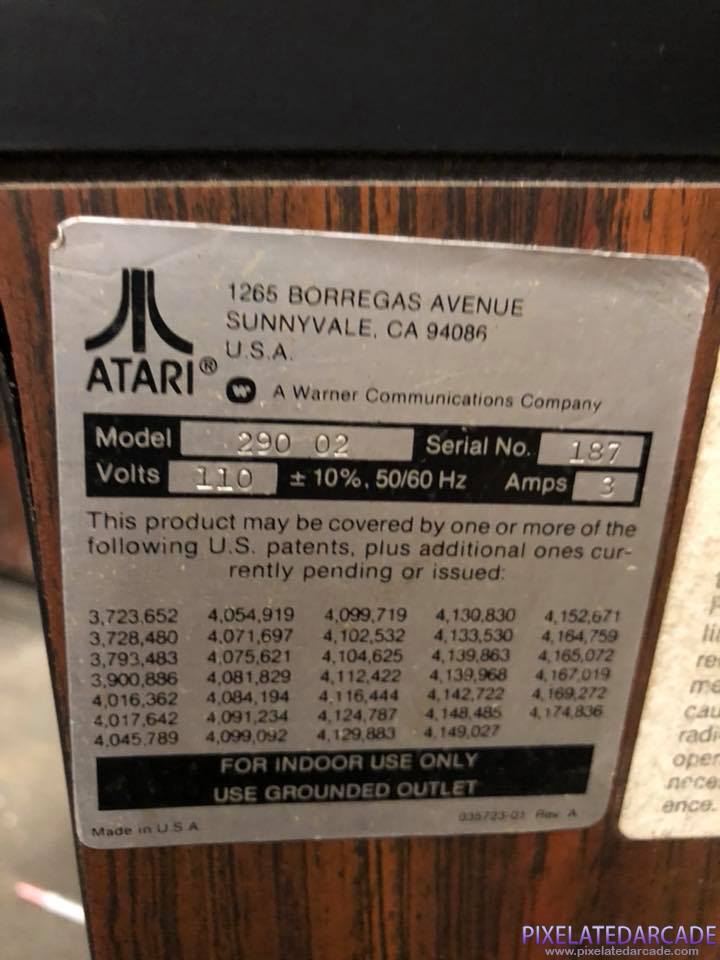 1265 BORREGAS AVENUE
SUNNYVALE, CA 94086
U.S.A.
ATARI®
A Warner Communications Company
Model 290 02 Serial No. 187
Volts 110 ± 10%, 50/60 Hz Amps 3
This product may be covered by one or more of the
following U.S. patents, plus additional ones cur-
rently pending or issued:
3,723,652 4,054,919 4,099,719 4,130,830 4,152,671
3,728,480 4,071,697 4,102,532 4,133,530 4,164,759
3,793,483 4,075,621 4,104,625 4,139,863 4,165,072
3,900,886 4,081,829 4,112,422 4,139,968 4,167,019
4,016,362 4,084,194 4,116,444 4,142,722 4,169,272
4,017,642 4,091,234 4,124,787 4,148,485 4,174,836
4,045,789 4,099,092 4,129,883 4,149,027
FOR INDOOR USE ONLY
USE GROUNDED OUTLET
Made in U.S.A. 035723-01 Rev A
PIXELATEDARCADE
www.pixelatedarcade.com